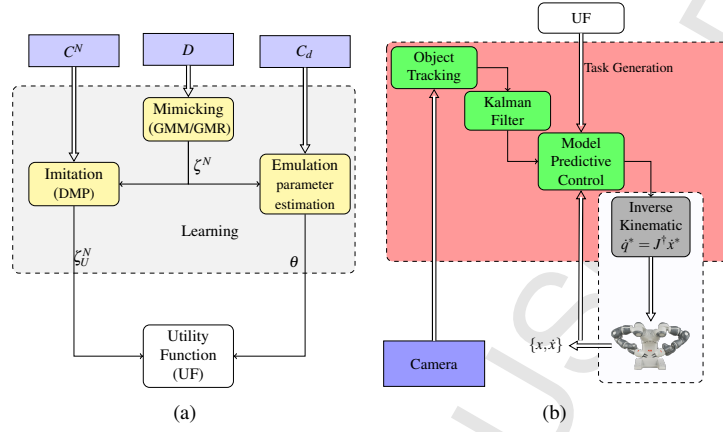 C^N
D
C_d
Mimicking
(GMM/GMR)
ζ^N
Imitation
(DMP)
Emulation
parameter
estimation
Learning
ζ_U^N
θ
Utility
Function
(UF)
(a)
UF
Object
Tracking
Task Generation
Kalman
Filter
Model
Predictive
Control
Inverse
Kinematic
q̇* = J†ẋ*
{x, ẋ}
Camera
(b)